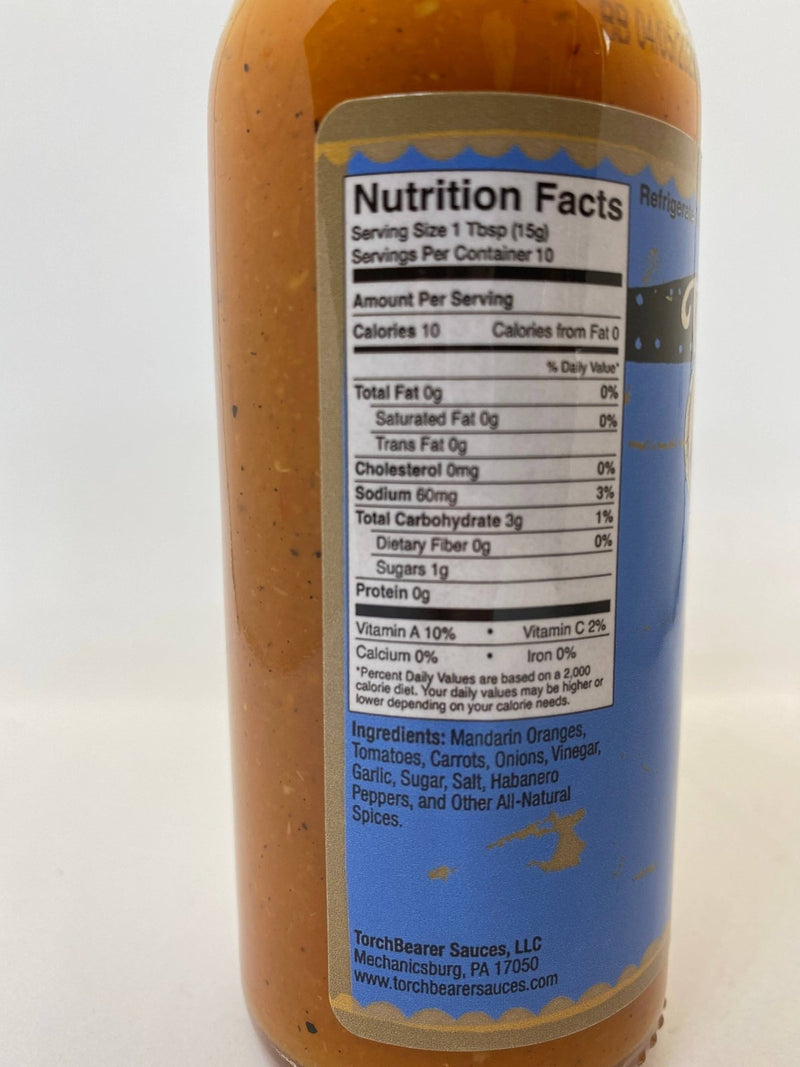 Nutrition Facts
Serving Size 1 Tbsp (15g)
Servings Per Container 10
Amount Per Serving
Calories 10 Calories from Fat 0
% Daily Value*
Total Fat 0g 0%
Saturated Fat 0g 0%
Trans Fat 0g
Cholesterol 0mg 0%
Sodium 60mg 3%
Total Carbohydrate 3g 1%
Dietary Fiber 0g 0%
Sugars 1g
Protein 0g
Vitamin A 10% • Vitamin C 2%
Calcium 0% • Iron 0%
*Percent Daily Values are based on a 2,000
calorie diet. Your daily values may be higher or
lower depending on your calorie needs.
Ingredients: Mandarin Oranges,
Tomatoes, Carrots, Onions, Vinegar,
Garlic, Sugar, Salt, Habanero
Peppers, and Other All-Natural
Spices.
TorchBearer Sauces, LLC
Mechanicsburg, PA 17050
www.torchbearersauces.com
BB